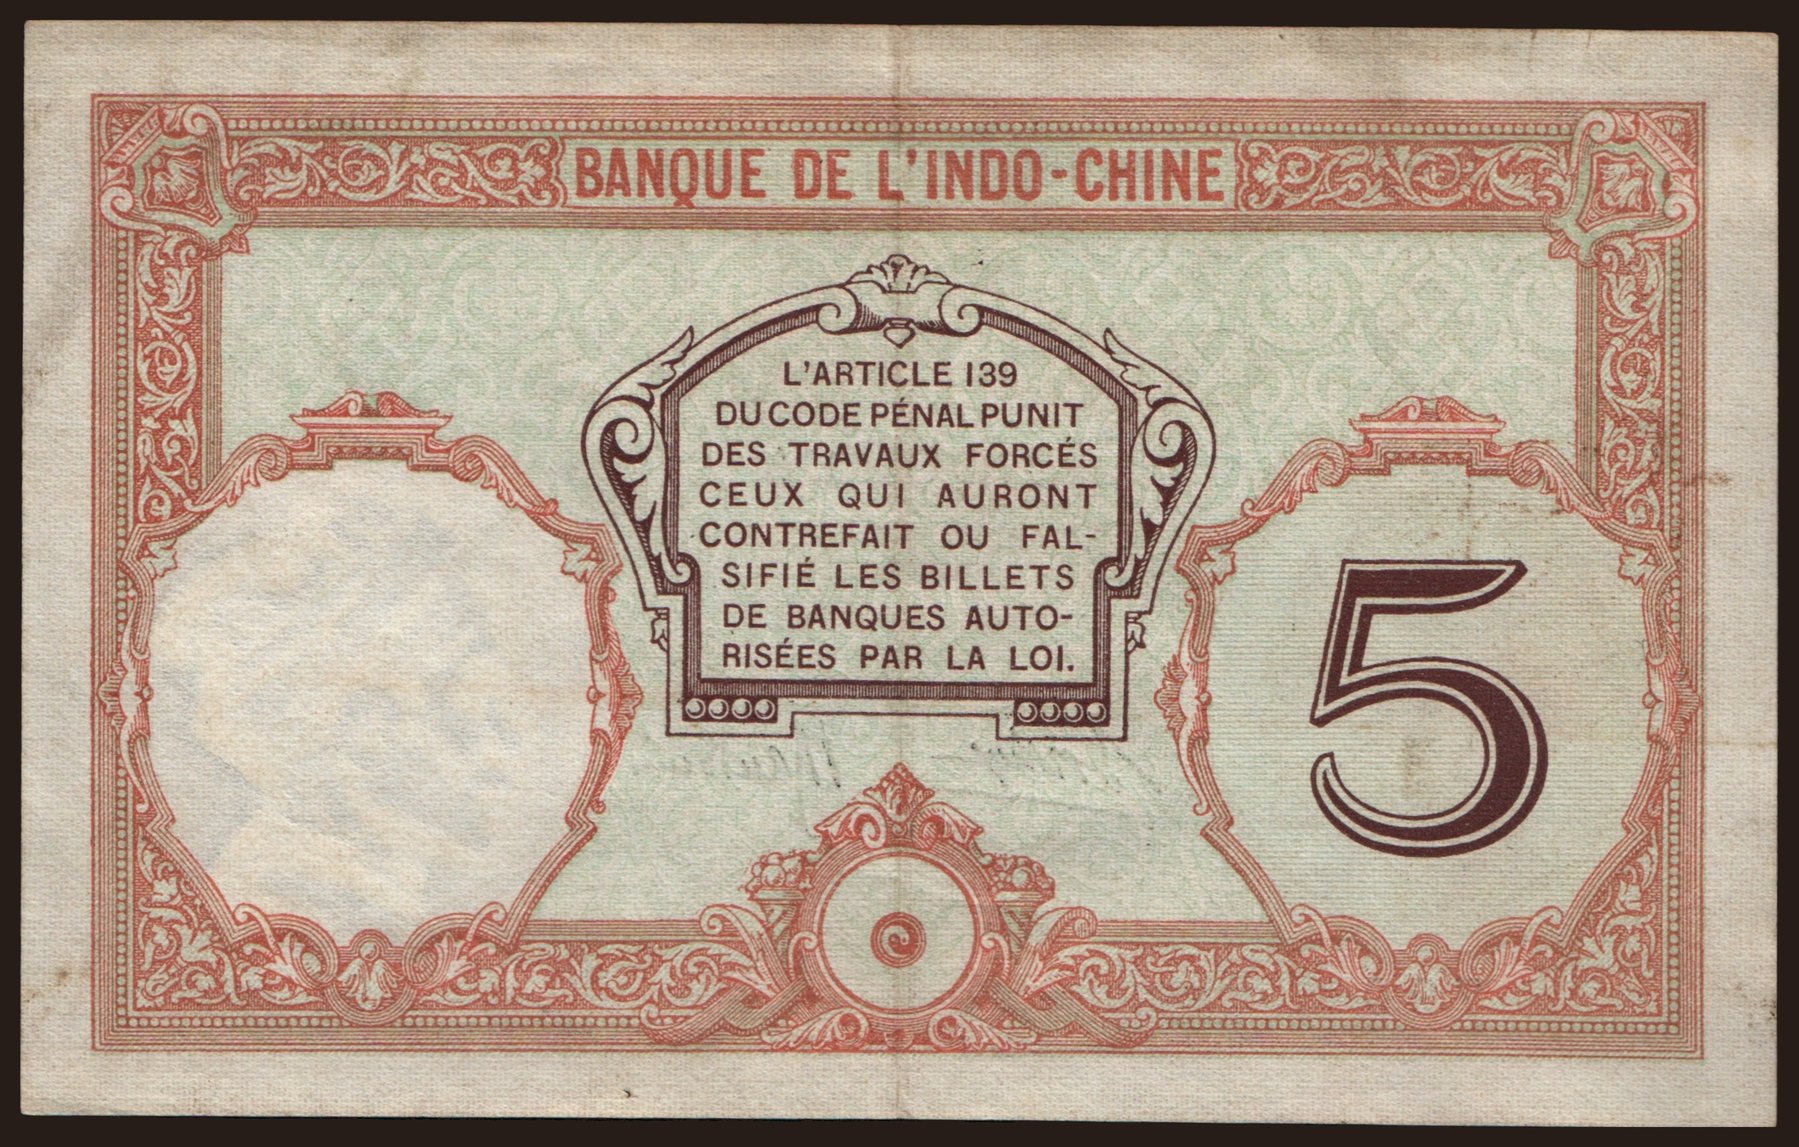 BANQUE DE L'INDO-CHINE
L'ARTICLE 139
DU CODE PÉNAL PUNIT
DES TRAVAUX FORCÉS
CEUX QUI AURONT
CONTREFAIT OU FAL-
SIFIÉ LES BILLETS
DE BANQUES AUTO-
RISÉES PAR LA LOI.
5